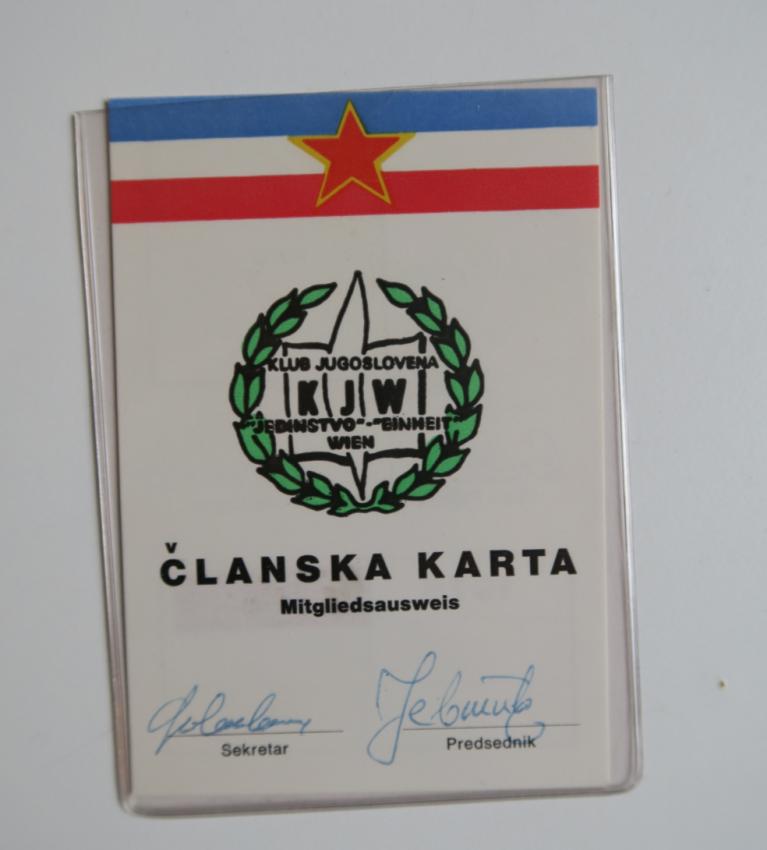 KLUB JUGOSLOVENA
KJW
"JEDINSTVO"-"EINHEIT"
WIEN
ČLANSKA KARTA
Mitgliedsausweis
Sekretar
Predsednik